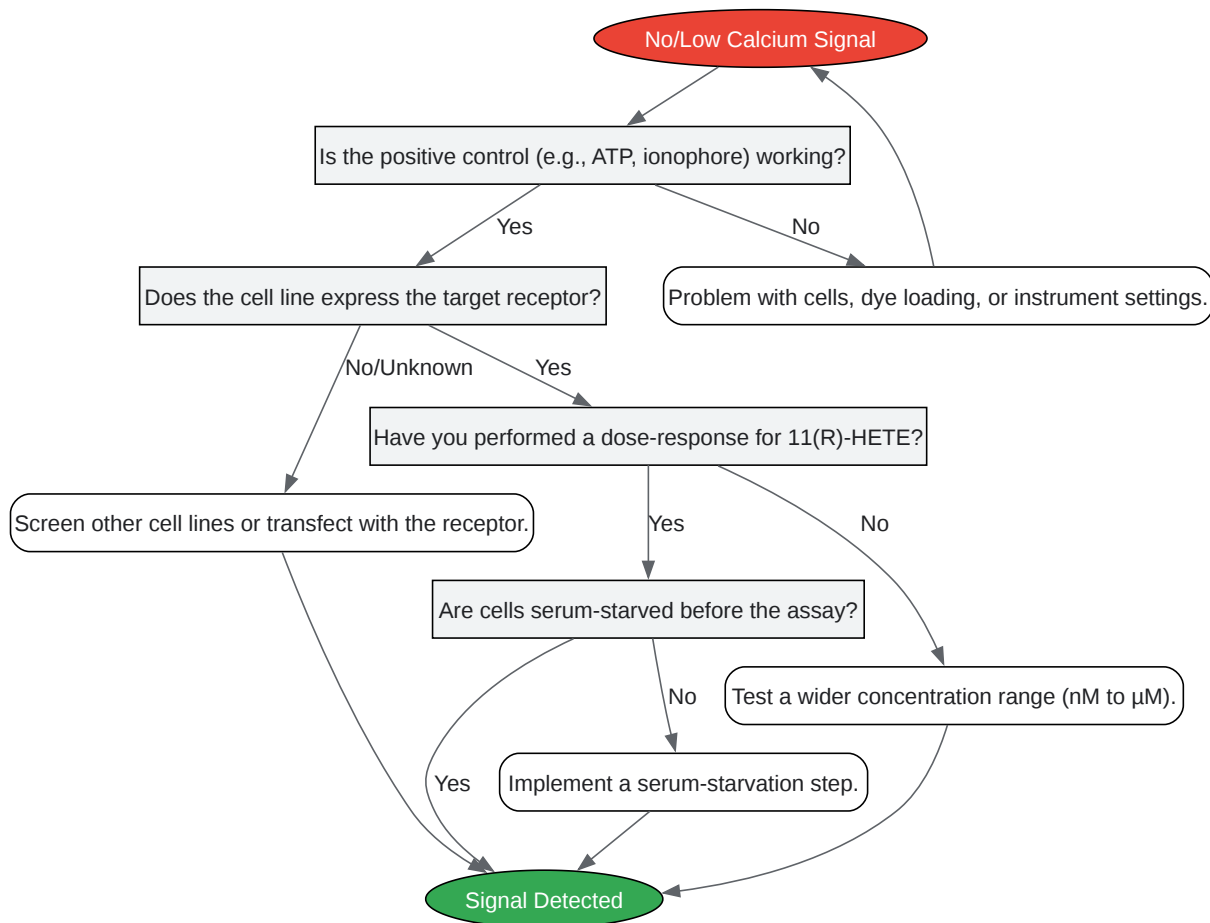 No/Low Calcium Signal
Is the positive control (e.g., ATP, ionophore) working?
Yes
No
Does the cell line express the target receptor?
Problem with cells, dye loading, or instrument settings.
No/Unknown
Yes
Have you performed a dose-response for 11(R)-HETE?
Screen other cell lines or transfect with the receptor.
Yes
No
Are cells serum-starved before the assay?
No
Test a wider concentration range (nM to µM).
Yes
Implement a serum-starvation step.
Signal Detected